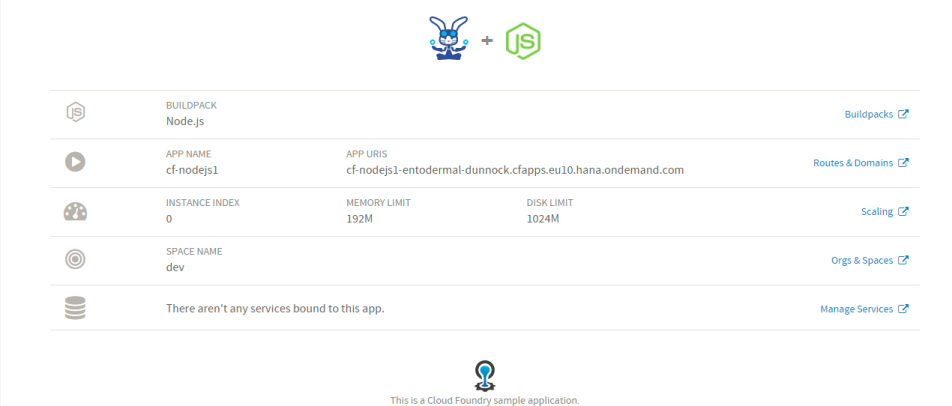 JS
JS
BUILDPACK
Node.js
Buildpacks
APP NAME
cf-nodejs1
APP URIS
cf-nodejs1-entodermal-dunnock.cfapps.eu10.hana.ondemand.com
Routes & Domains
INSTANCE INDEX
0
MEMORY LIMIT
192M
DISK LIMIT
1024M
Scaling
SPACE NAME
dev
Orgs & Spaces
There aren't any services bound to this app.
Manage Services
This is a Cloud Foundry sample application.